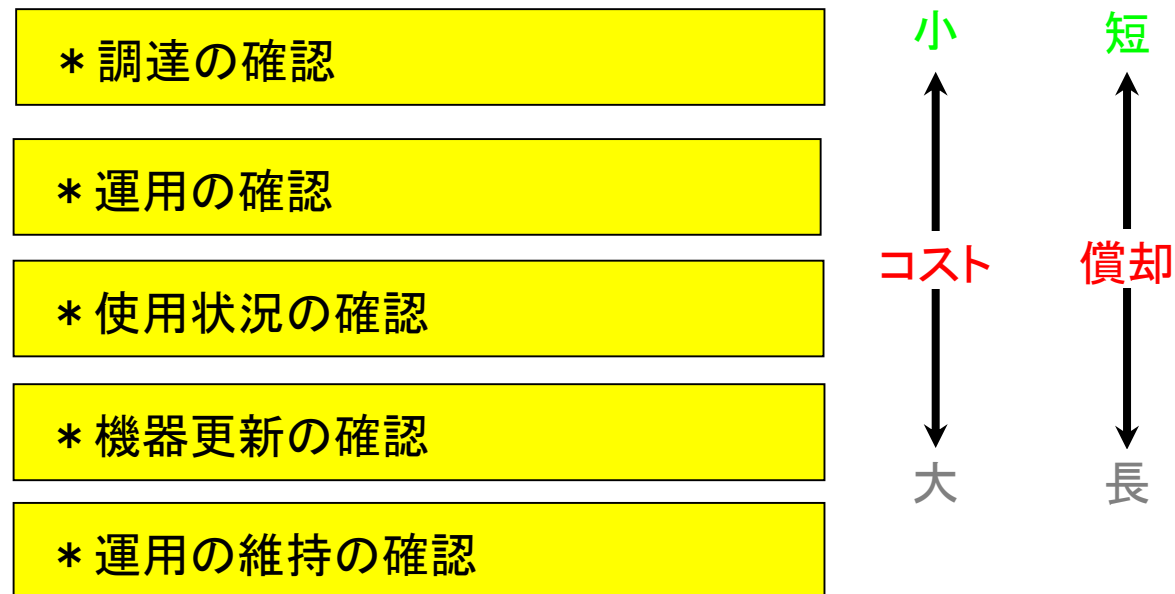 ＊調達の確認
＊運用の確認
＊使用状況の確認
＊機器更新の確認
＊運用の維持の確認
小 短
コスト 償却
大 長